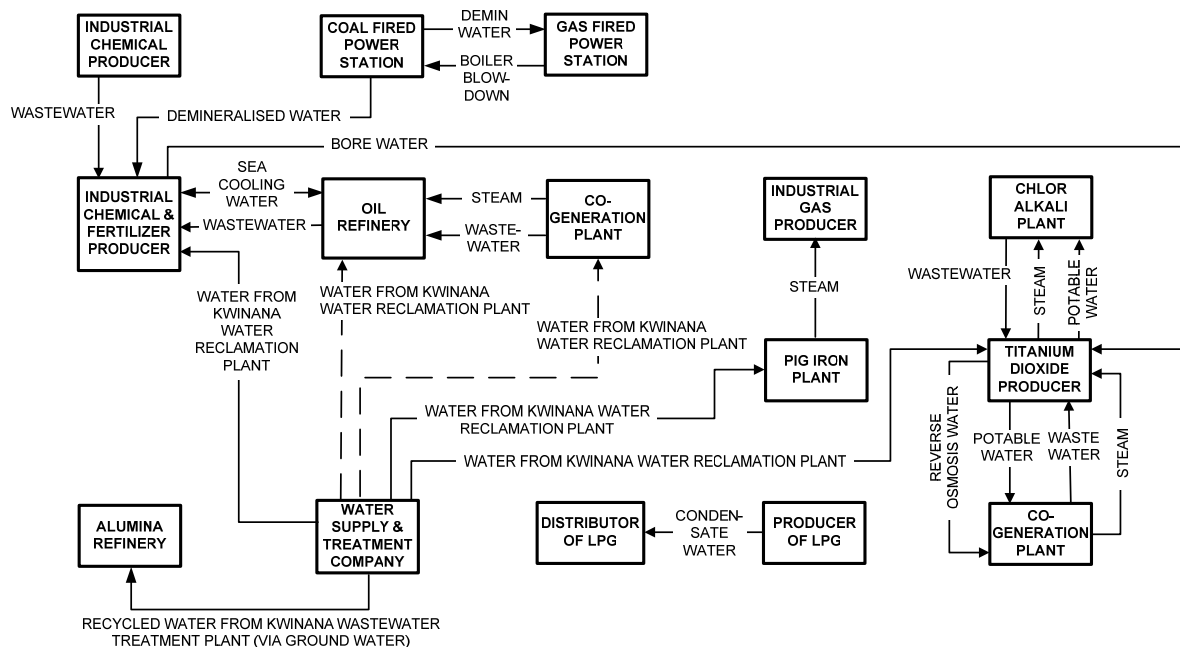 INDUSTRIAL
CHEMICAL
PRODUCER
COAL FIRED
POWER
STATION
DEMIN
WATER
BOILER
BLOW-
DOWN
GAS FIRED
POWER
STATION
WASTEWATER
DEMINERALISED WATER
BORE WATER
INDUSTRIAL
CHEMICAL &
FERTILIZER
PRODUCER
SEA
COOLING
WATER
WASTEWATER
OIL
REFINERY
STEAM
WASTE-
WATER
CO-
GENERATION
PLANT
INDUSTRIAL
GAS
PRODUCER
CHLOR
ALKALI
PLANT
WATER FROM
KWINANA
WATER
RECLAMATION
PLANT
WATER FROM KWINANA
WATER RECLAMATION PLANT
WATER FROM KWINANA
WATER RECLAMATION PLANT
STEAM
WASTEWATER
STEAM
POTABLE
WATER
PIG IRON
PLANT
TITANIUM
DIOXIDE
PRODUCER
WATER FROM KWINANA WATER
RECLAMATION PLANT
WATER FROM KWINANA WATER RECLAMATION PLANT
REVERSE
OSMOSIS WATER
POTABLE
WATER
WASTE
WATER
STEAM
ALUMINA
REFINERY
WATER
SUPPLY &
TREATMENT
COMPANY
DISTRIBUTOR
OF LPG
CONDEN-
SATE
WATER
PRODUCER
OF LPG
CO-
GENERATION
PLANT
RECYCLED WATER FROM KWINANA WASTEWATER
TREATMENT PLANT (VIA GROUND WATER)